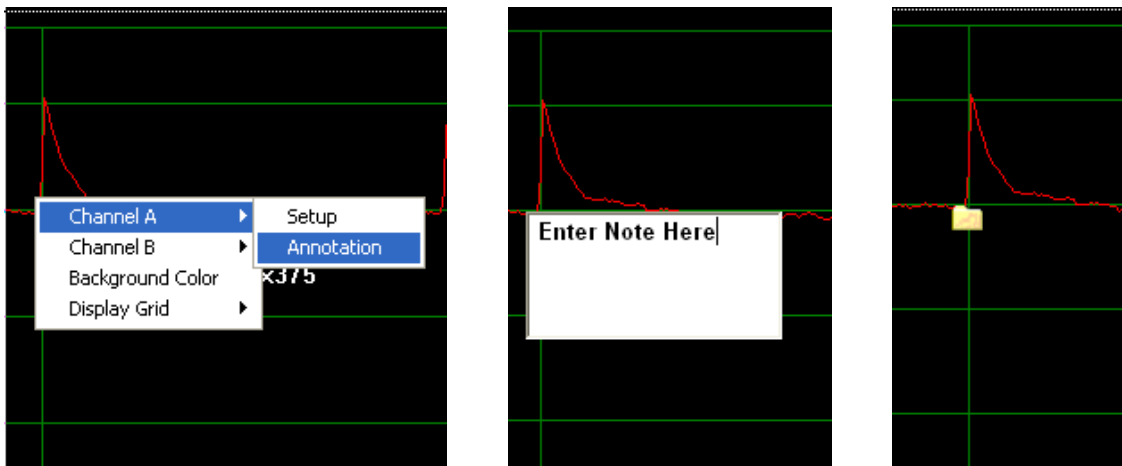 Channel A
Setup
Channel B
Annotation
Background Color
x375
Display Grid
Enter Note Here